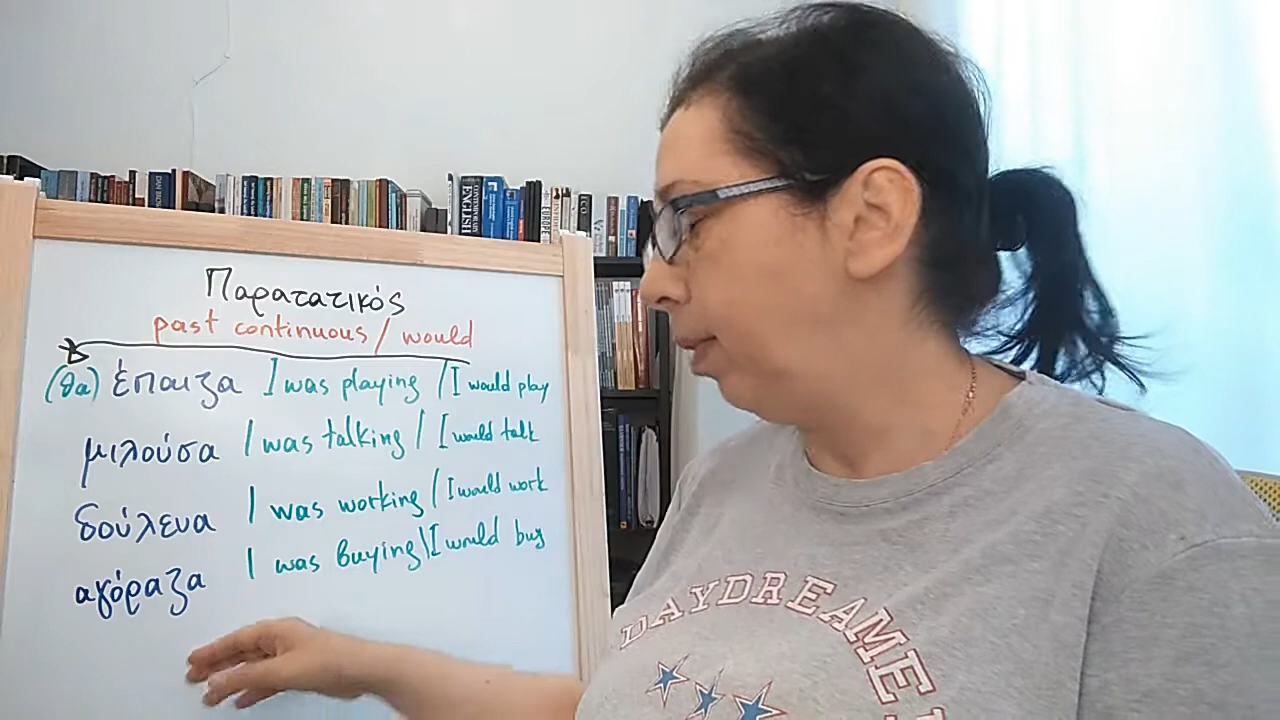 Παρατατικός
past continuous / would
(θα) έπαιζα I was playing / I would play
μιλούσα I was talking / I would talk
δούλευα I was working / I would work
αγόραζα I was buying \ I would buy
DAYDREAME
ENGLISH